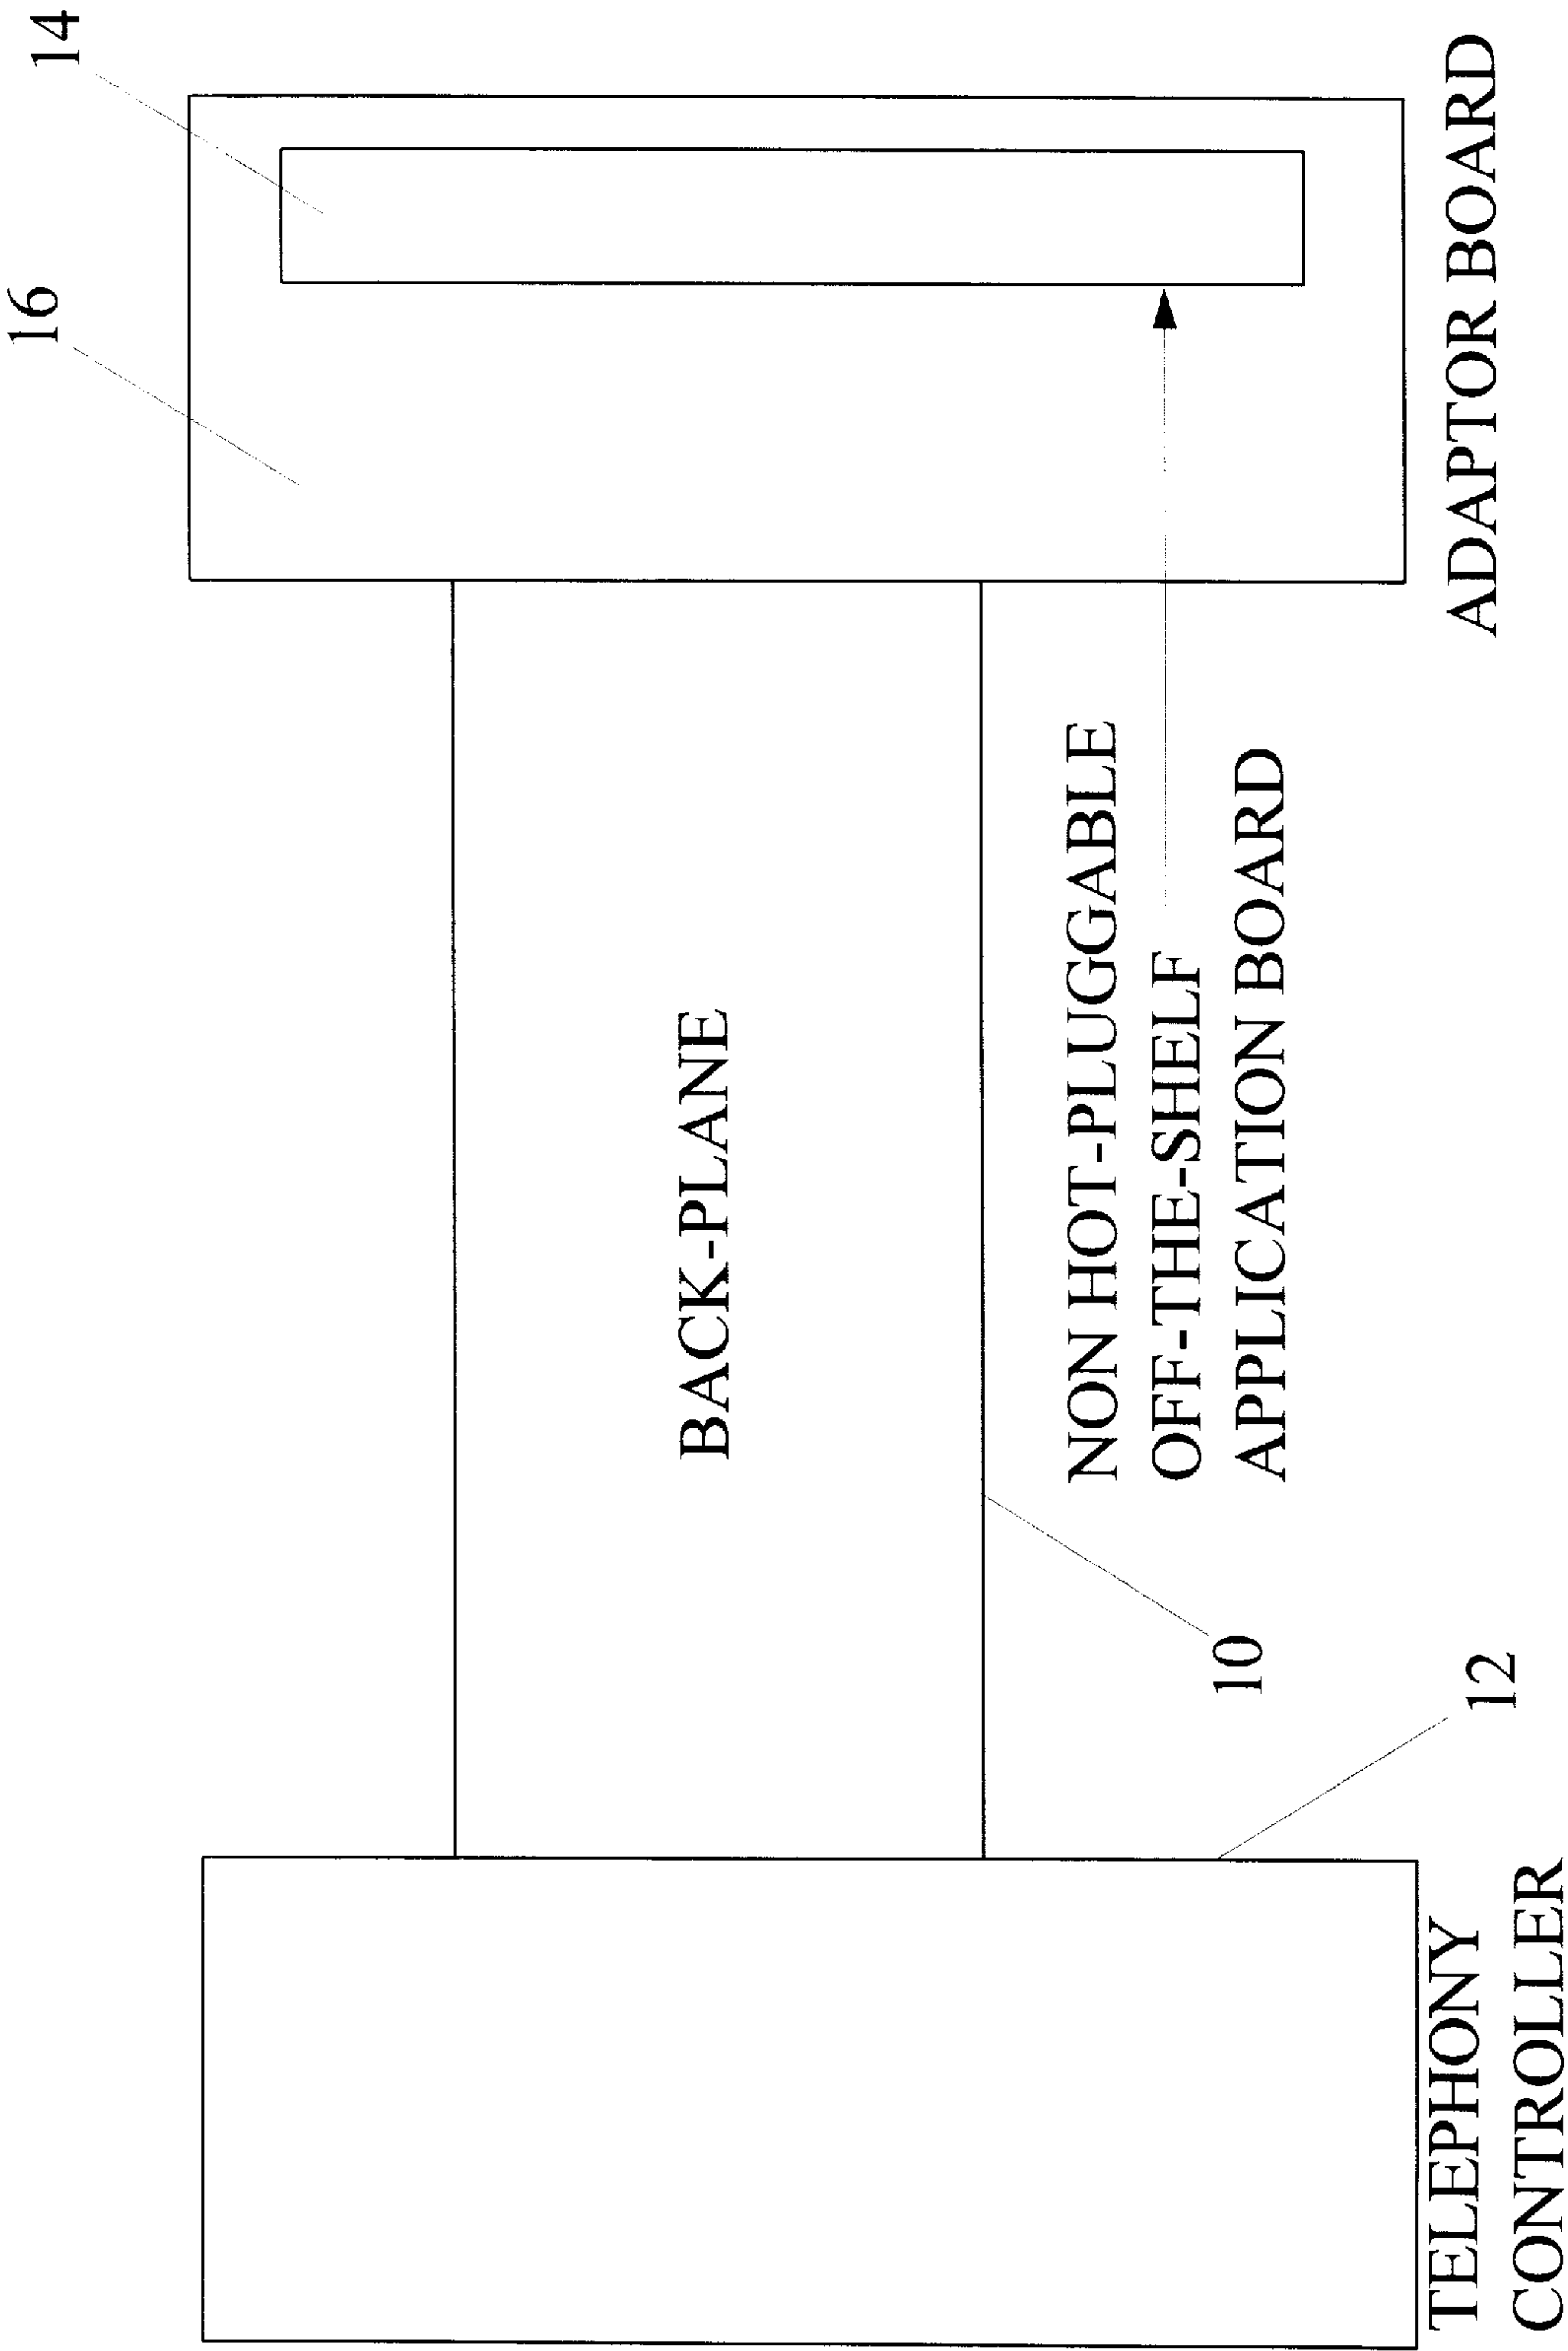 16
14
BACK-PLANE
NON HOT-PLUGGABLE
OFF-THE-SHELF
APPLICATION BOARD
10
12
TELEPHONY
CONTROLLER
ADAPTOR BOARD